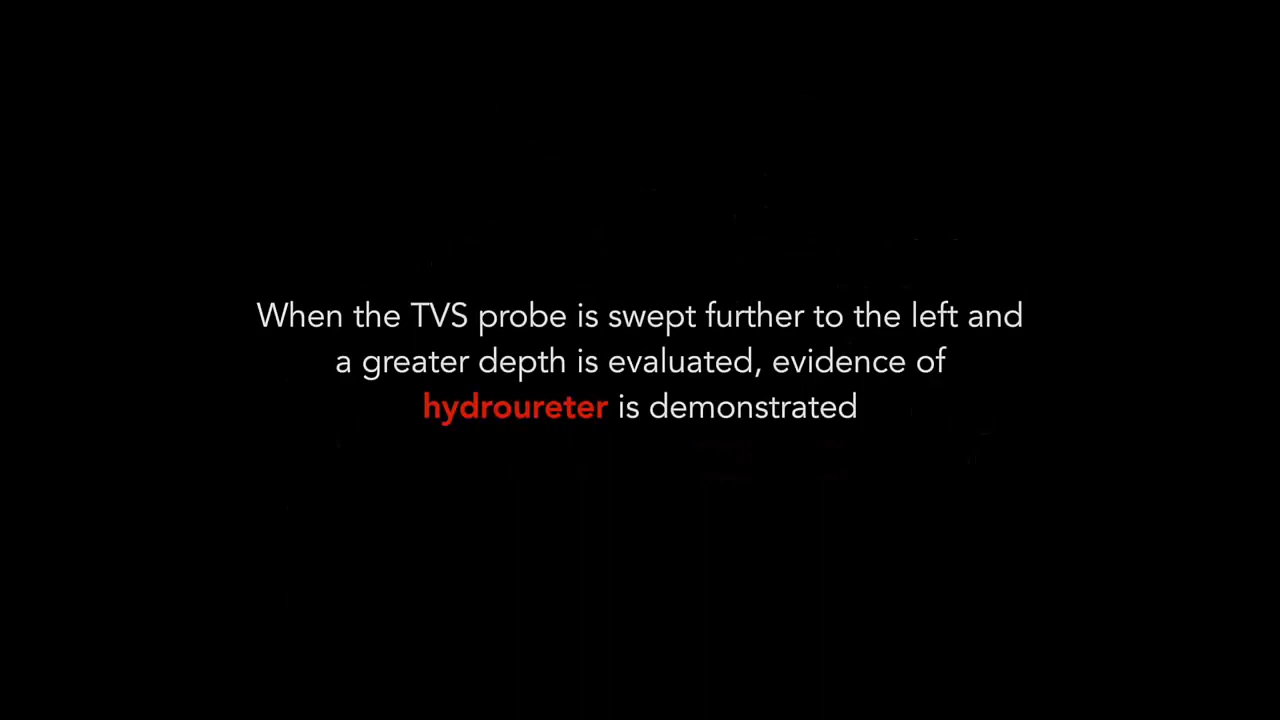 When the TVS probe is swept further to the left and
a greater depth is evaluated, evidence of
hydroureter is demonstrated